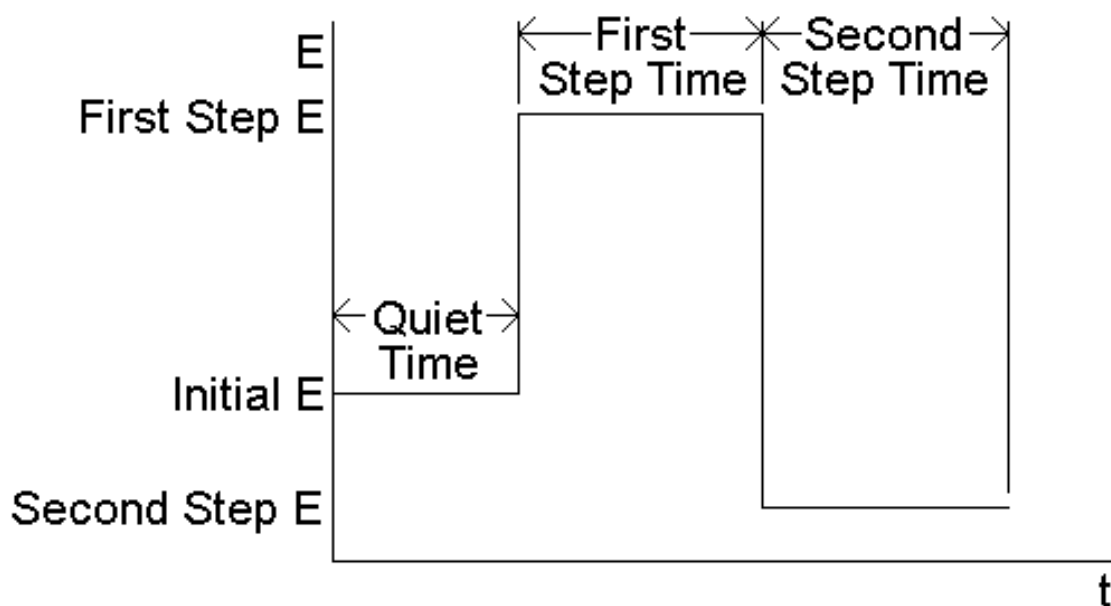 E
First
Step Time
Second
Step Time
First Step E
Quiet
Time
Initial E
Second Step E
t